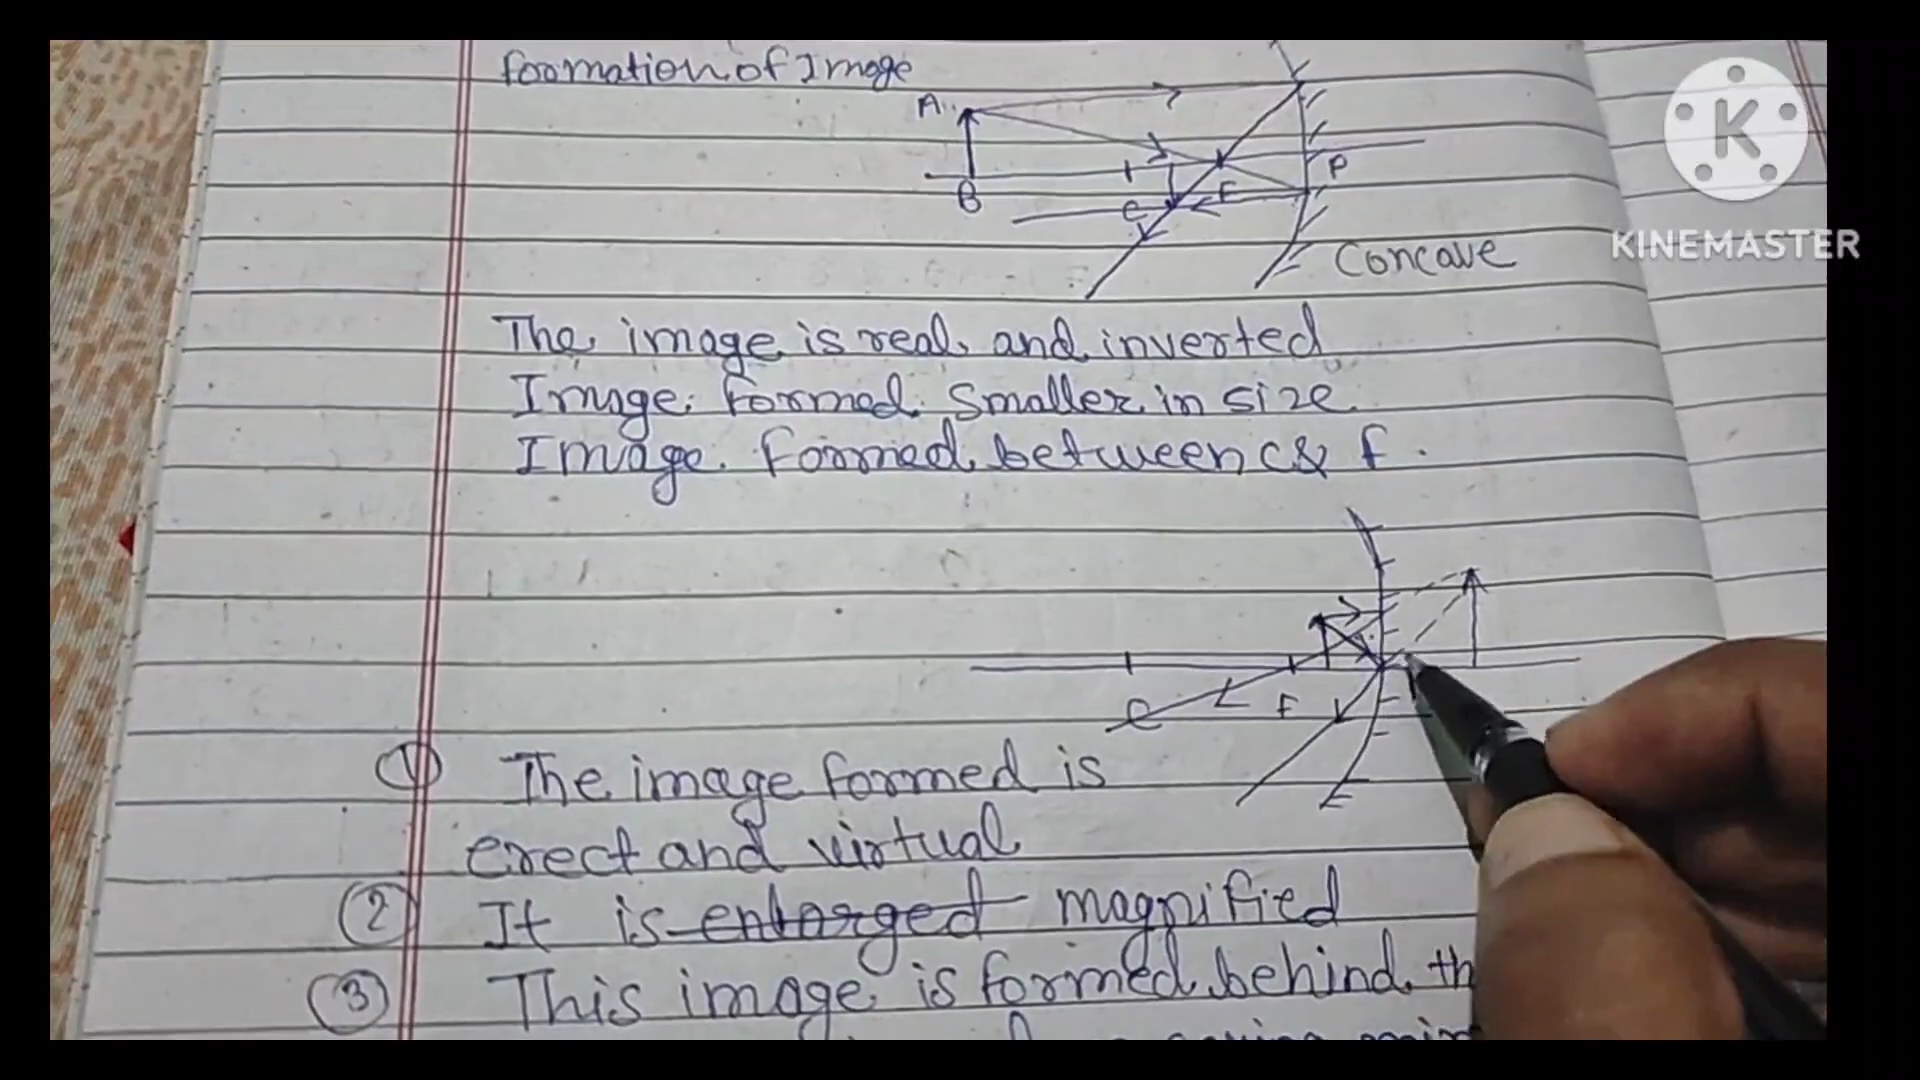 formation of Image
A
B
C
F
P
Concave
KINEMASTER
The image is real and inverted
Image formed smaller in size
Image formed between C & F.
C
F
① The image formed is
erect and virtual
② It is enlarged magnified
③ This image is formed behind th